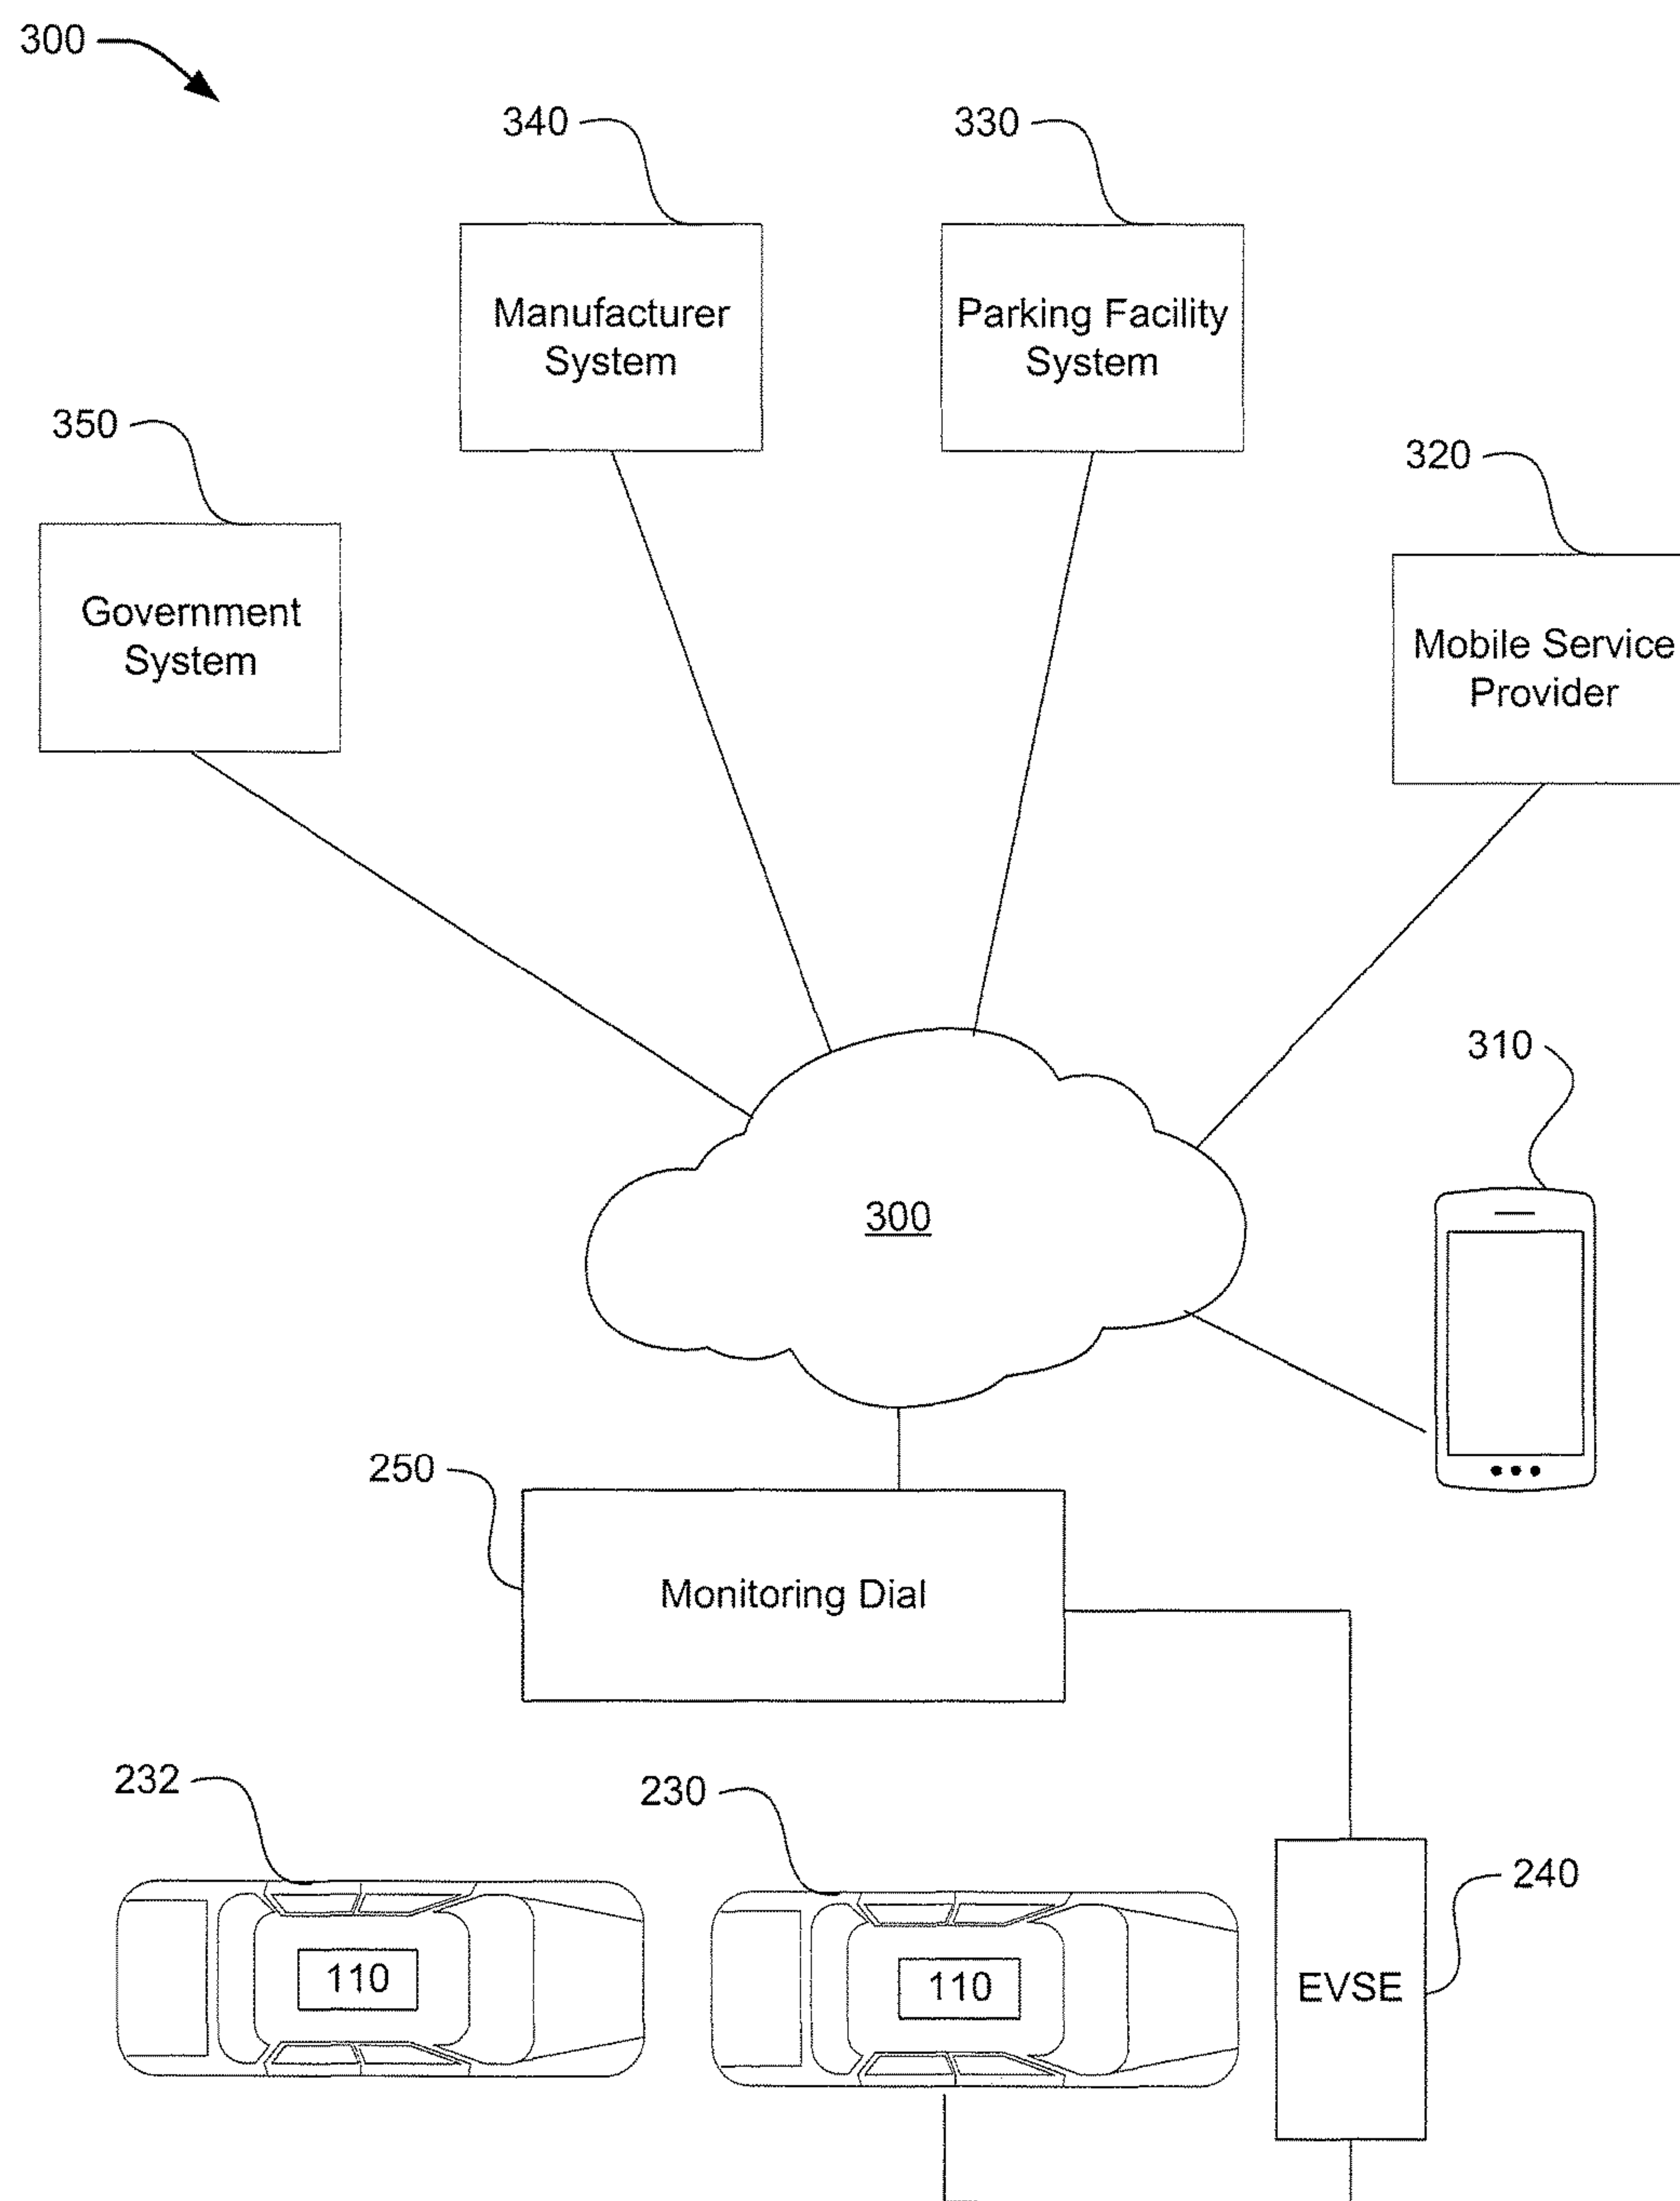 300
340
330
Manufacturer
System
Parking Facility
System
350
320
Government
System
Mobile Service
Provider
310
300
250
Monitoring Dial
232
230
240
110
110
EVSE